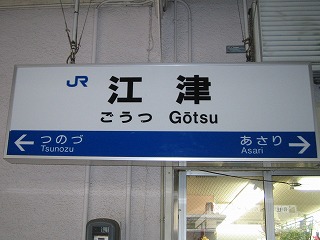 JR
江津
ごうつ Gōtsu
← つのづ あさり →
Tsunozu Asari